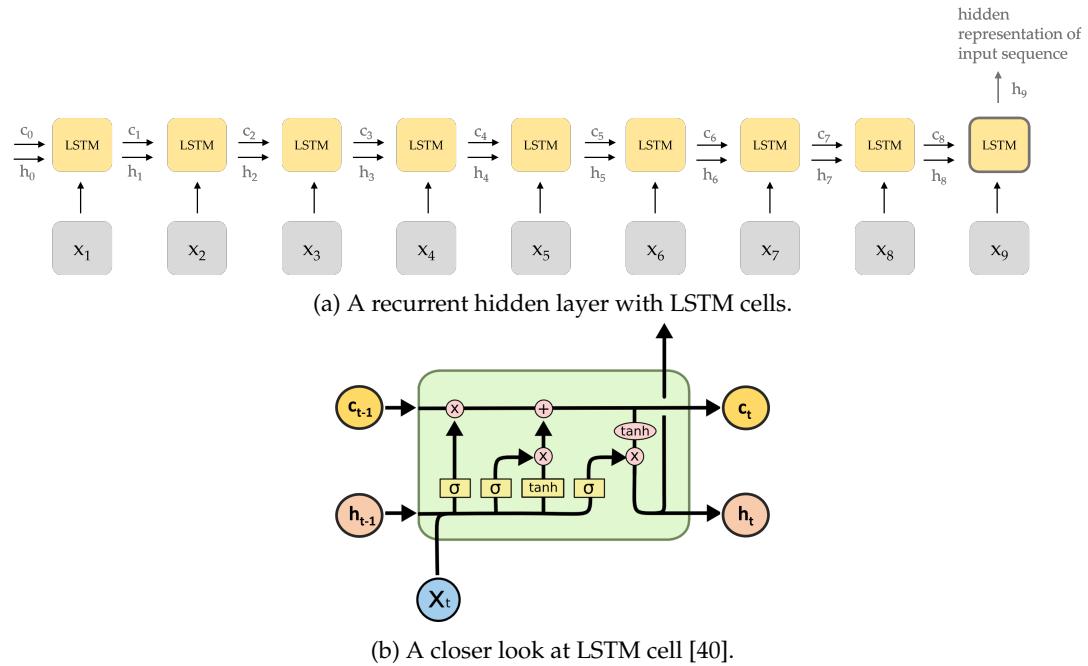 hidden
representation of
input sequence
h₉
c₀ c₁ c₂ c₃ c₄ c₅ c₆ c₇ c₈
LSTM LSTM LSTM LSTM LSTM LSTM LSTM LSTM LSTM
h₀ h₁ h₂ h₃ h₄ h₅ h₆ h₇ h₈
x₁ x₂ x₃ x₄ x₅ x₆ x₇ x₈ x₉
(a) A recurrent hidden layer with LSTM cells.
cₜ₋₁ x + cₜ
tanh
x x
σ σ tanh σ
hₜ₋₁ hₜ
Xₜ
(b) A closer look at LSTM cell [40].